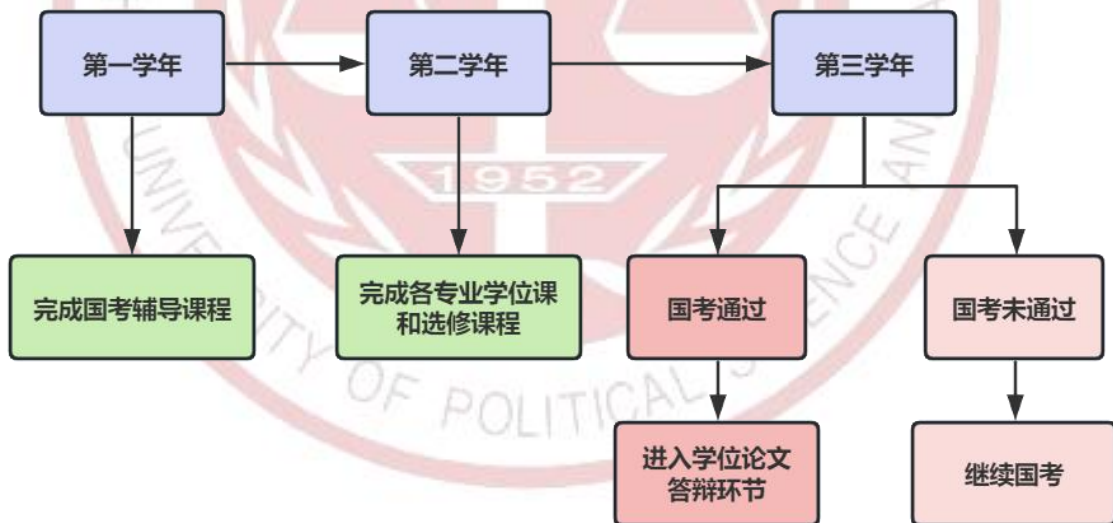 第一学年
第二学年
第三学年
1952
完成国考辅导课程
完成各专业学位课
和选修课程
国考通过
国考未通过
进入学位论文
答辩环节
继续国考
UNIVERSITY OF POLITICAL SCIENCE AN